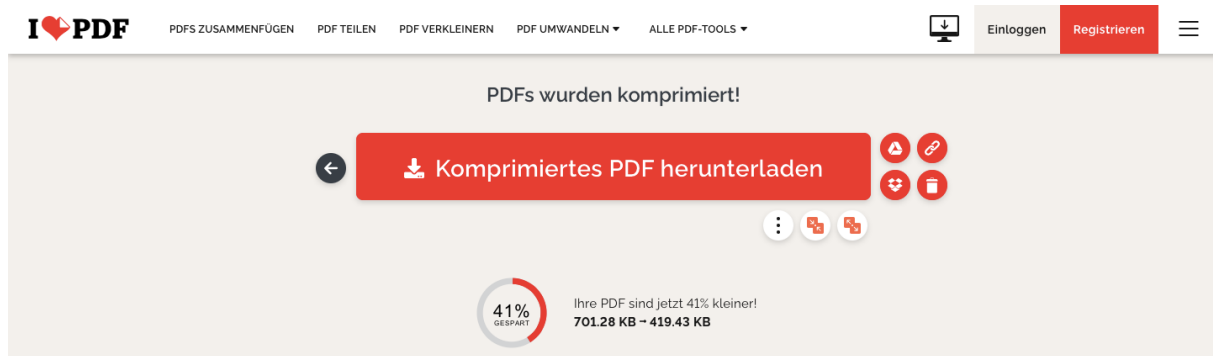 I PDF
PDFS ZUSAMMENFÜGEN PDF TEILEN PDF VERKLEINERN PDF UMWANDELN ALLE PDF-TOOLS Einloggen Registrieren
PDFs wurden komprimiert!
Komprimiertes PDF herunterladen
41%
GESPART
Ihre PDF sind jetzt 41% kleiner!
701.28 KB → 419.43 KB